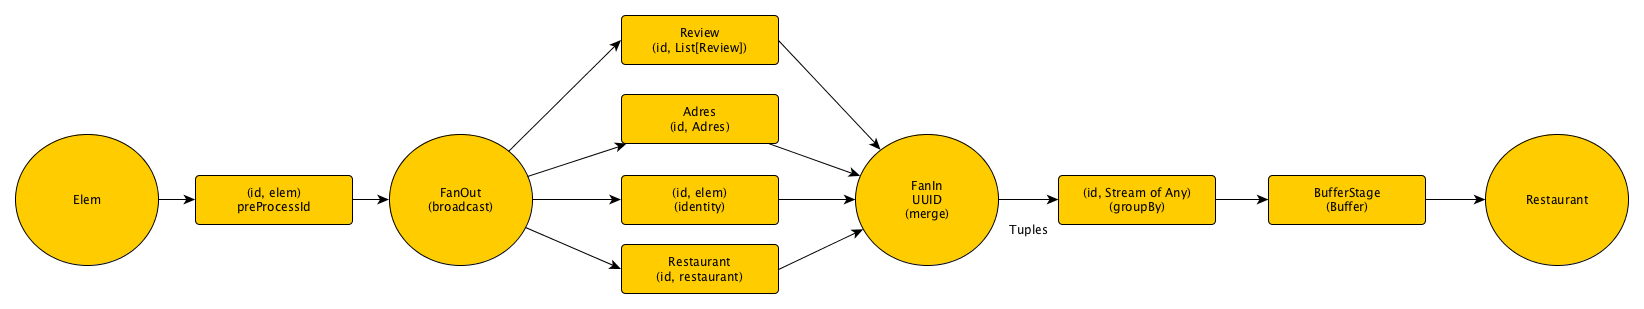 Elem
(id, elem)
preProcessId
FanOut
(broadcast)
Review
(id, List[Review])
Adres
(id, Adres)
(id, elem)
(identity)
Restaurant
(id, restaurant)
FanIn
UUID
(merge)
Tuples
(id, Stream of Any)
(groupBy)
BufferStage
(Buffer)
Restaurant